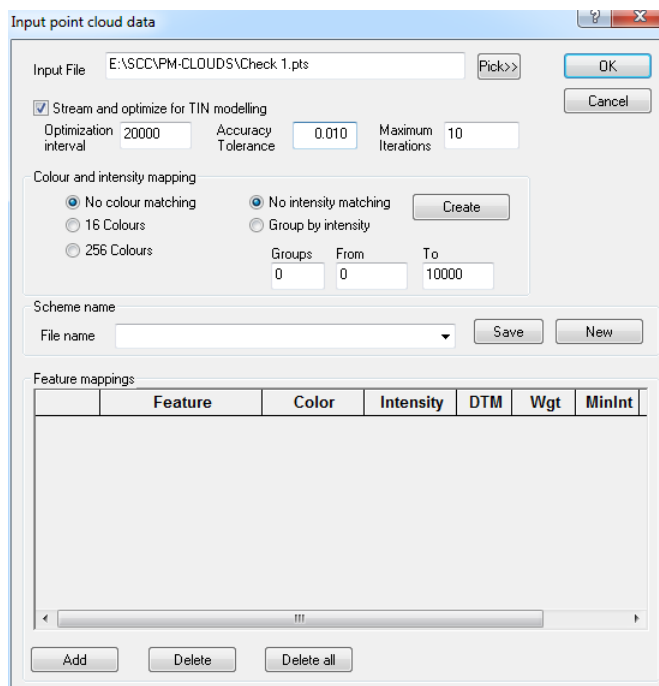 Input point cloud data
Input File E:\SCC\PM-CLOUDS\Check 1.pts Pick>> OK
Stream and optimize for TIN modelling Cancel
Optimization interval 20000 Accuracy Tolerance 0.010 Maximum Iterations 10
Colour and intensity mapping
No colour matching No intensity matching Create
16 Colours Group by intensity
256 Colours Groups From To
0 0 10000
Scheme name
File name Save New
Feature mappings
Feature Color Intensity DTM Wgt MinInt
Add Delete Delete all